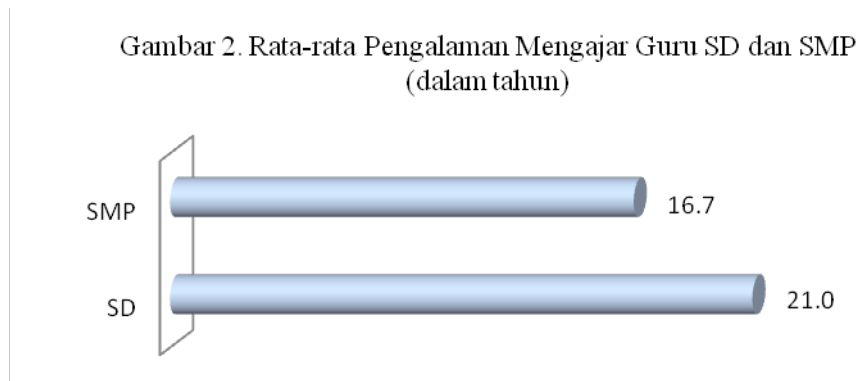 Gambar 2. Rata-rata Pengalaman Mengajar Guru SD dan SMP
(dalam tahun)
SMP 16.7
SD 21.0